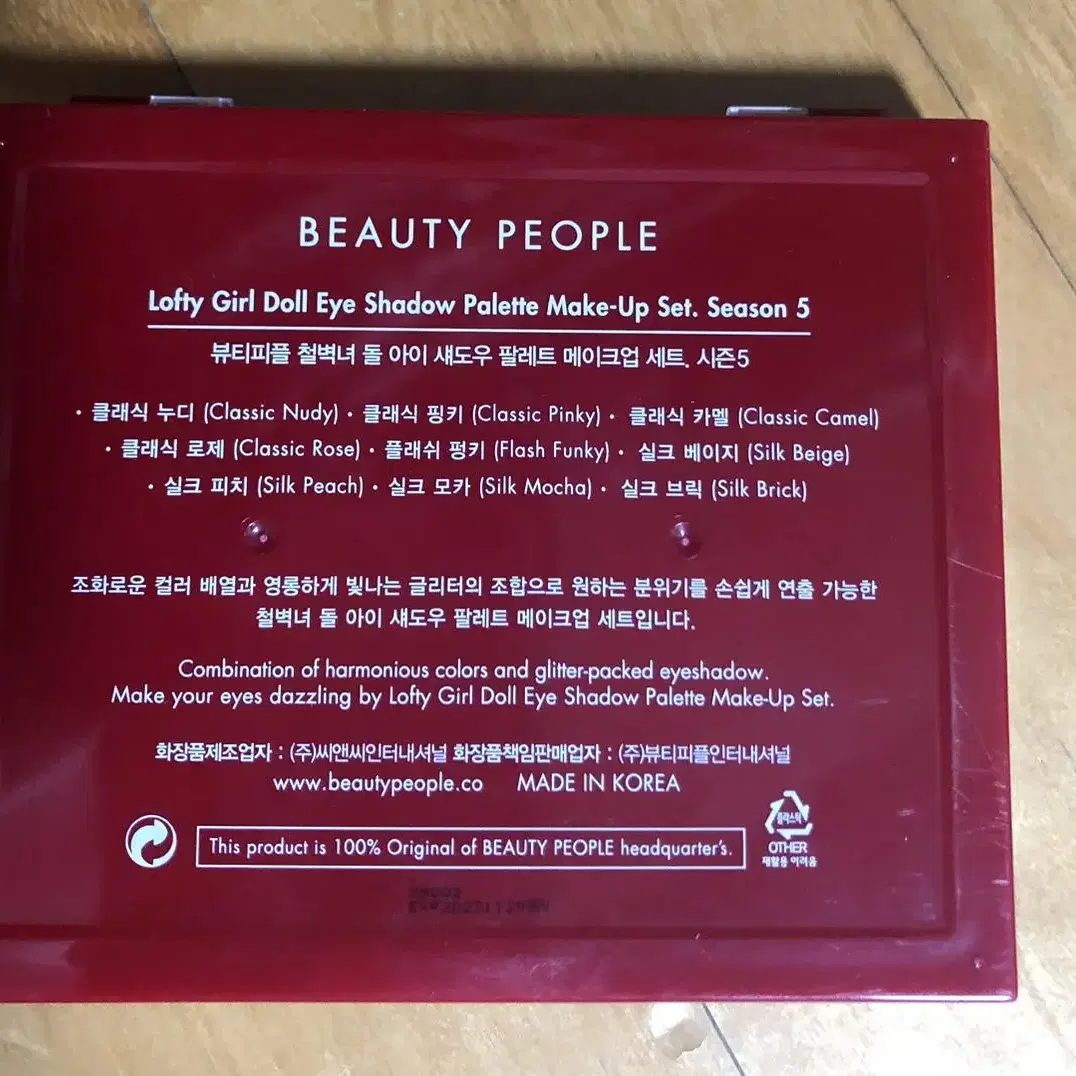 BEAUTY PEOPLE
Lofty Girl Doll Eye Shadow Palette Make-Up Set. Season 5
뷰티피플 철벽녀 돌 아이 섀도우 팔레트 메이크업 세트. 시즌5
• 클래식 누디 (Classic Nudy) • 클래식 핑키 (Classic Pinky) • 클래식 카멜 (Classic Camel)
• 클래식 로제 (Classic Rose) • 플래쉬 펑키 (Flash Funky) • 실크 베이지 (Silk Beige)
• 실크 피치 (Silk Peach) • 실크 모카 (Silk Mocha) • 실크 브릭 (Silk Brick)
조화로운 컬러 배열과 영롱하게 빛나는 글리터의 조합으로 원하는 분위기를 손쉽게 연출 가능한
철벽녀 돌 아이 섀도우 팔레트 메이크업 세트입니다.
Combination of harmonious colors and glitter-packed eyeshadow.
Make your eyes dazzling by Lofty Girl Doll Eye Shadow Palette Make-Up Set.
화장품제조업자 : (주)씨앤씨인터내셔널 화장품책임판매업자 : (주)뷰티피플인터내셔널
www.beautypeople.co MADE IN KOREA
This product is 100% Original of BEAUTY PEOPLE headquarter's.
플라스틱
OTHER
재활용 어려움